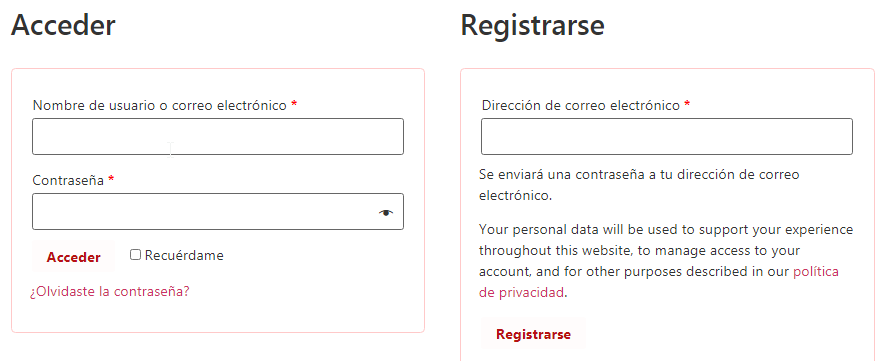 Acceder
Nombre de usuario o correo electrónico *
Contraseña *
Acceder
Recuérdame
¿Olvidaste la contraseña?
Registrarse
Dirección de correo electrónico *
Se enviará una contraseña a tu dirección de correo
electrónico.
Your personal data will be used to support your experience
throughout this website, to manage access to your
account, and for other purposes described in our política
de privacidad.
Registrarse